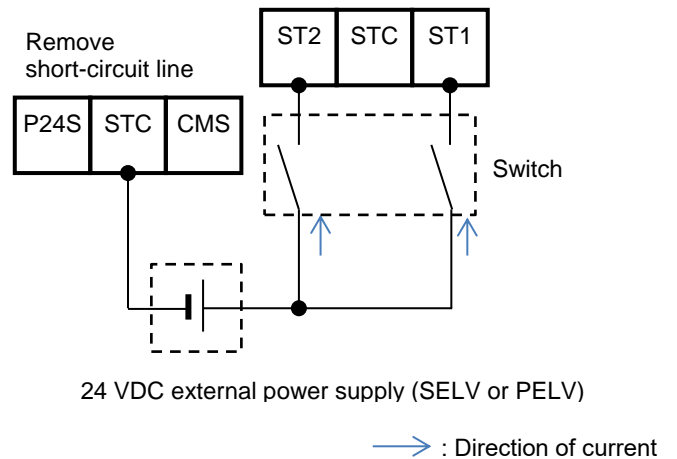 Remove
short-circuit line
ST2 STC ST1
P24S STC CMS
Switch
24 VDC external power supply (SELV or PELV)
: Direction of current